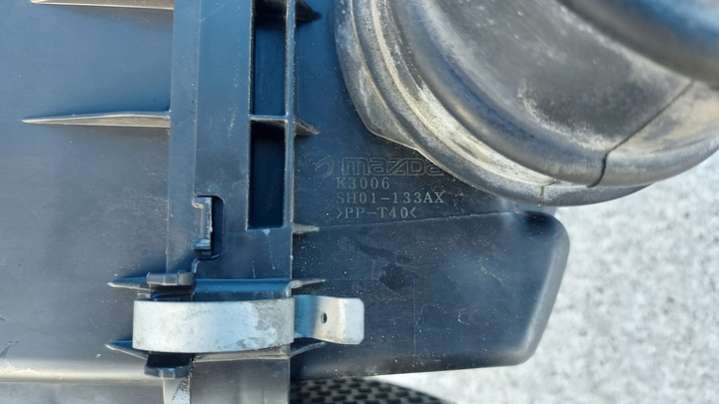 mazda
K3006
SH01-133AX
>PP-T40<